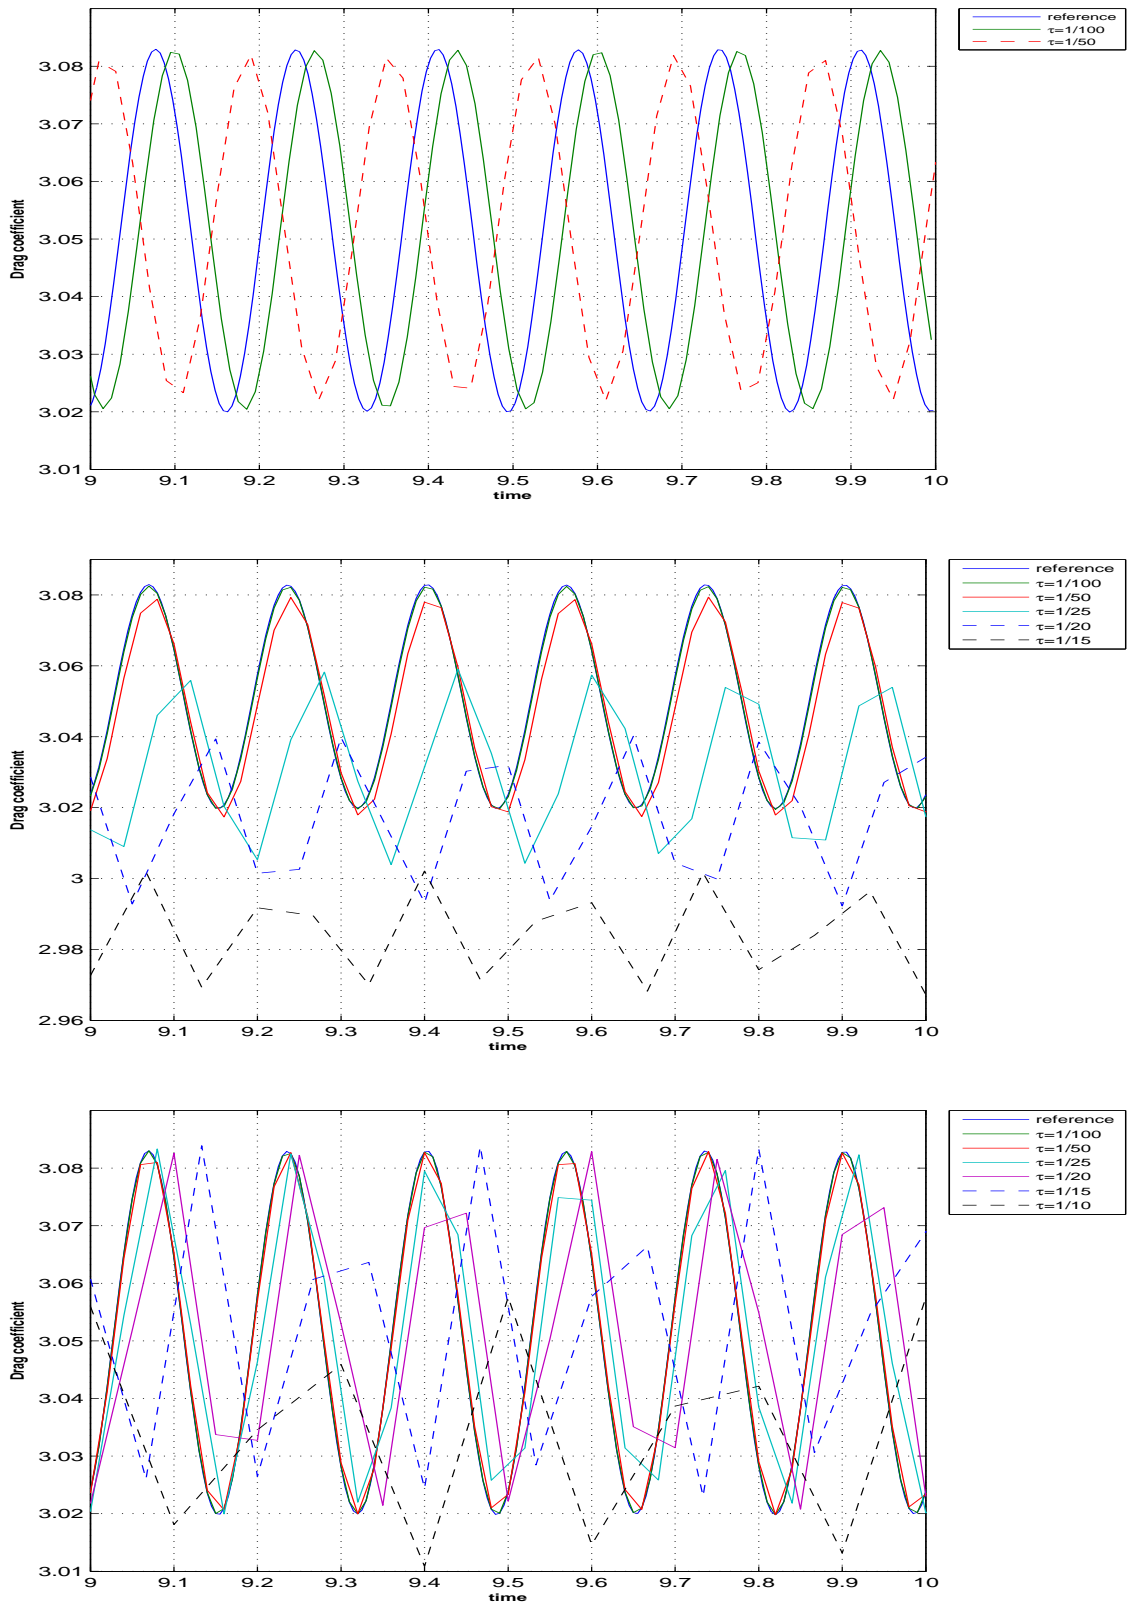 3.08
3.07
3.06
3.05
3.04
3.03
3.02
3.01
Drag coefficient
9 9.1 9.2 9.3 9.4 9.5 9.6 9.7 9.8 9.9 10
time
reference
τ=1/100
τ=1/50
3.08
3.06
3.04
3.02
3
2.98
2.96
Drag coefficient
9 9.1 9.2 9.3 9.4 9.5 9.6 9.7 9.8 9.9 10
time
reference
τ=1/100
τ=1/50
τ=1/25
τ=1/20
τ=1/15
3.08
3.07
3.06
3.05
3.04
3.03
3.02
3.01
Drag coefficient
9 9.1 9.2 9.3 9.4 9.5 9.6 9.7 9.8 9.9 10
time
reference
τ=1/100
τ=1/50
τ=1/25
τ=1/20
τ=1/15
τ=1/10